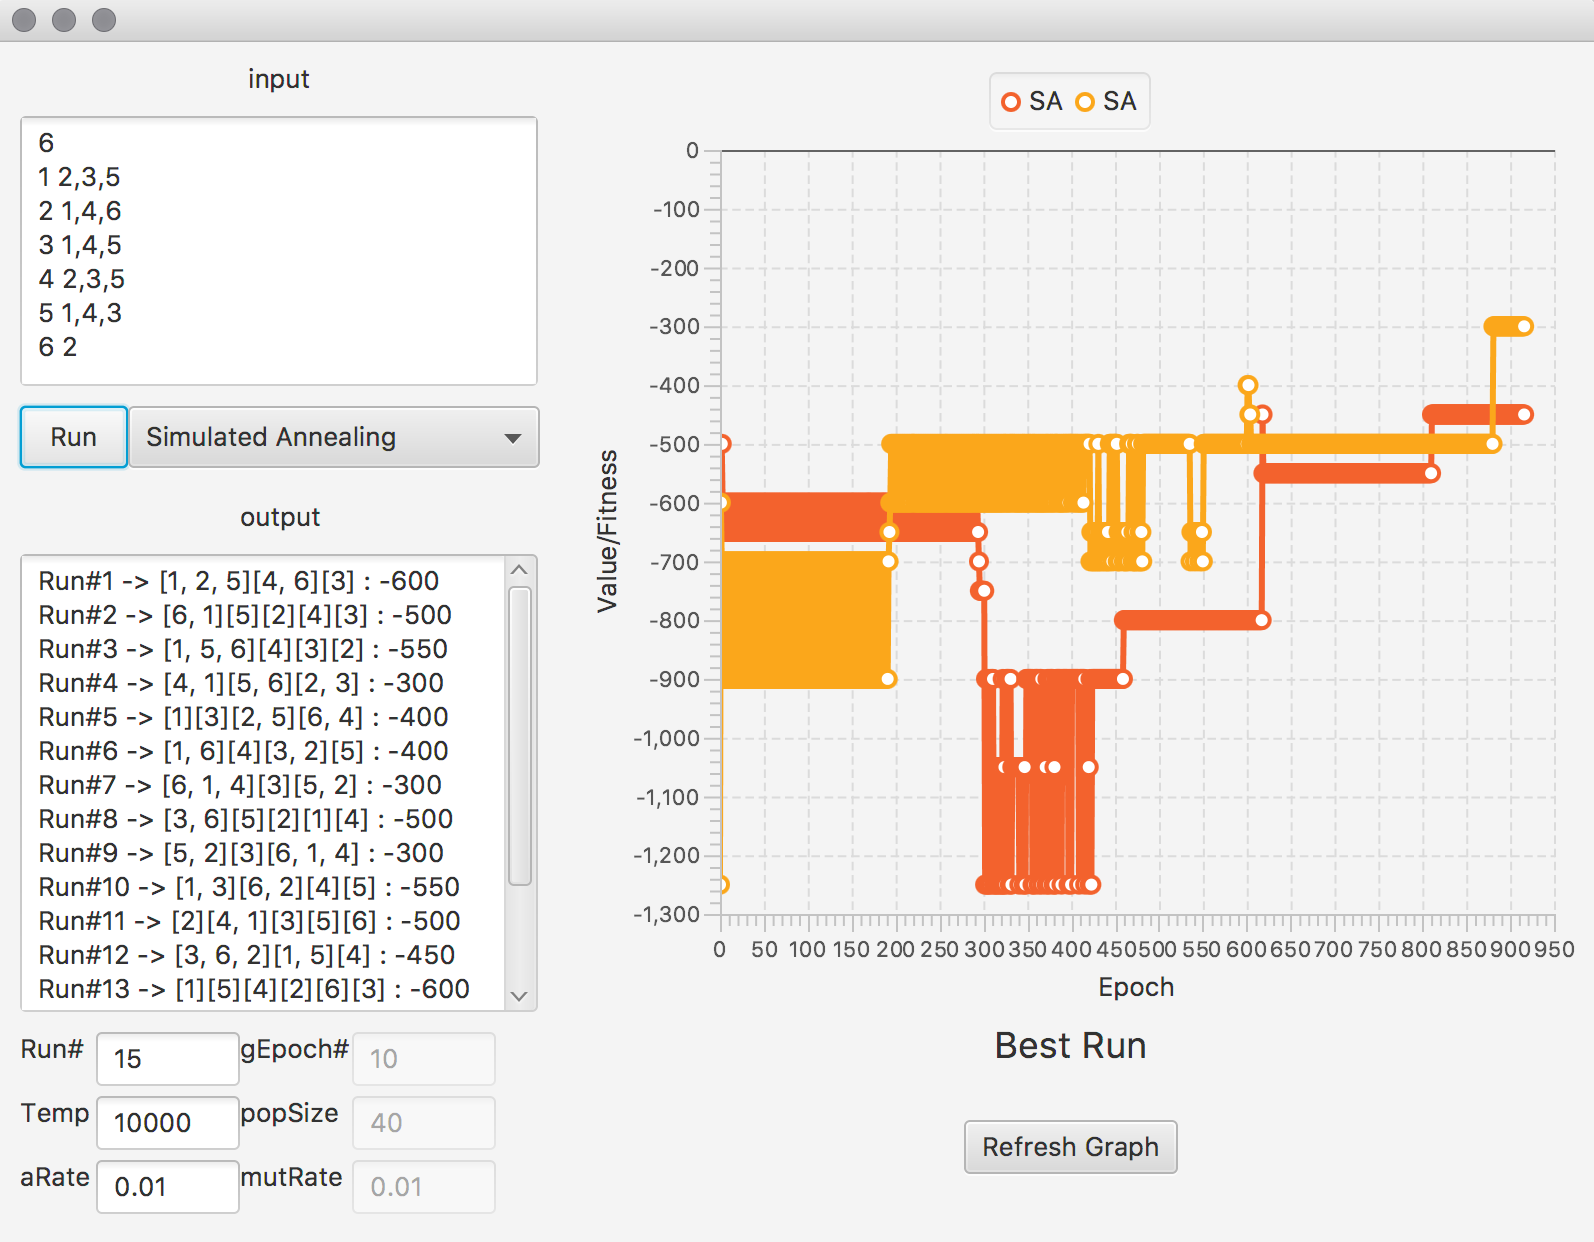 input
6
1 2,3,5
2 1,4,6
3 1,4,5
4 2,3,5
5 1,4,3
6 2
Run
Simulated Annealing
output
Run#1 -> [1, 2, 5][4, 6][3] : -600
Run#2 -> [6, 1][5][2][4][3] : -500
Run#3 -> [1, 5, 6][4][3][2] : -550
Run#4 -> [4, 1][5, 6][2, 3] : -300
Run#5 -> [1][3][2, 5][6, 4] : -400
Run#6 -> [1, 6][4][3, 2][5] : -400
Run#7 -> [6, 1, 4][3][5, 2] : -300
Run#8 -> [3, 6][5][2][1][4] : -500
Run#9 -> [5, 2][3][6, 1, 4] : -300
Run#10 -> [1, 3][6, 2][4][5] : -550
Run#11 -> [2][4, 1][3][5][6] : -500
Run#12 -> [3, 6, 2][1, 5][4] : -450
Run#13 -> [1][5][4][2][6][3] : -600
Run# 15 gEpoch# 10
Temp 10000 popSize 40
aRate 0.01 mutRate 0.01
SA SA
0
-100
-200
-300
-400
-500
-600
-700
-800
-900
-1,000
-1,100
-1,200
-1,300
Value/Fitness
0 50 100 150 200 250 300 350 400 450 500 550 600 650 700 750 800 850 900 950
Epoch
Best Run
Refresh Graph